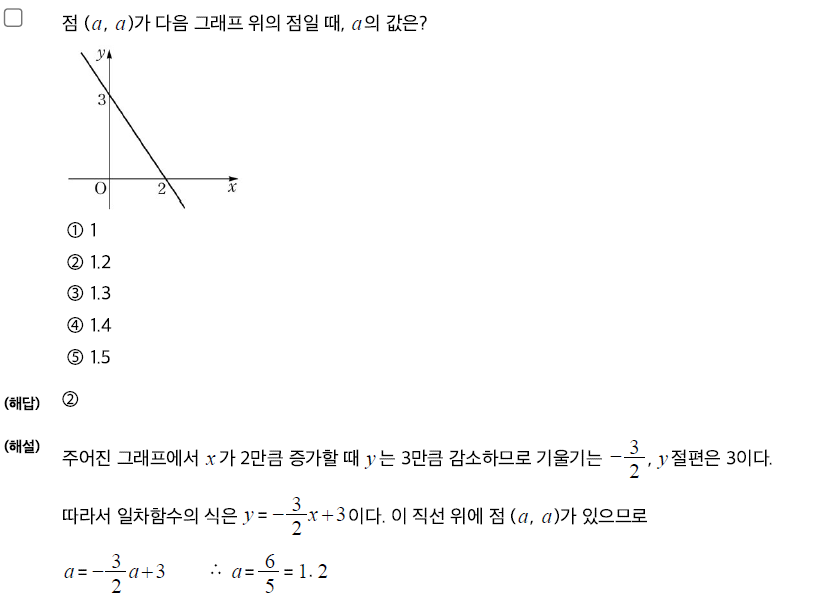 점 (a, a)가 다음 그래프 위의 점일 때, a의 값은?
y
3
O 2 x
① 1
② 1.2
③ 1.3
④ 1.4
⑤ 1.5
(해답) ②
(해설) 주어진 그래프에서 x가 2만큼 증가할 때 y는 3만큼 감소하므로 기울기는 -3/2, y절편은 3이다.
따라서 일차함수의 식은 y=-3/2x+3이다. 이 직선 위에 점 (a, a)가 있으므로
a=-3/2a+3 ∴ a=6/5=1.2